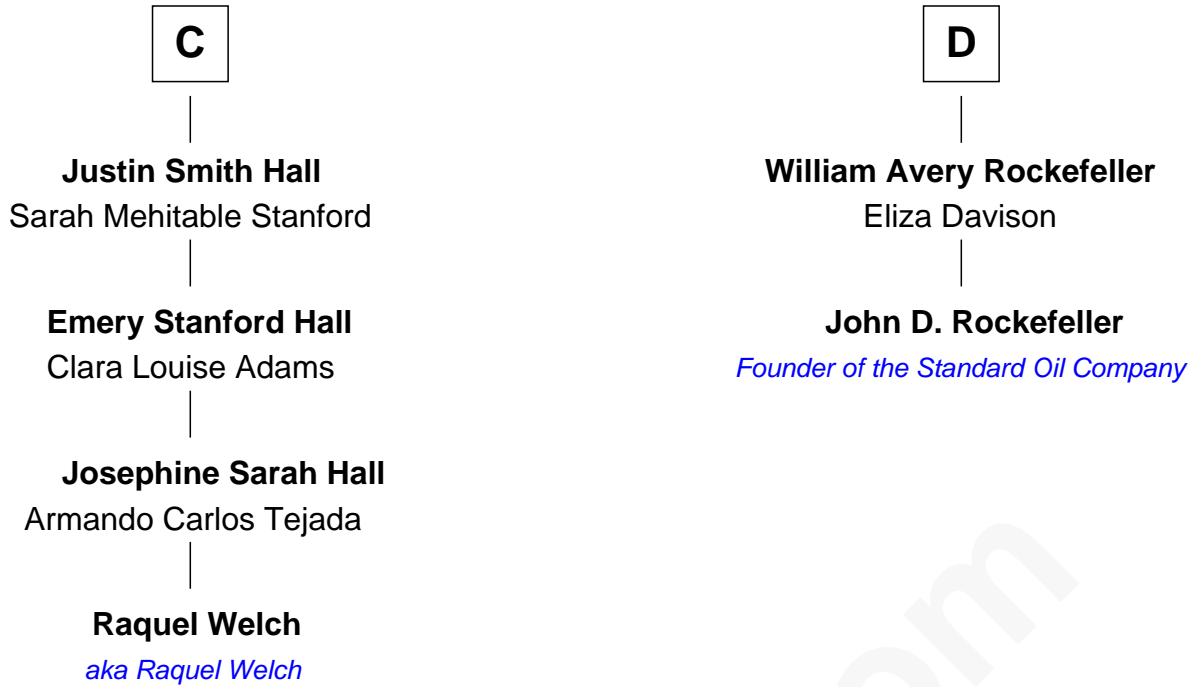 C
Justin Smith Hall
Sarah Mehitable Stanford
Emery Stanford Hall
Clara Louise Adams
Josephine Sarah Hall
Armando Carlos Tejada
Raquel Welch
aka Raquel Welch
D
William Avery Rockefeller
Eliza Davison
John D. Rockefeller
Founder of the Standard Oil Company
om